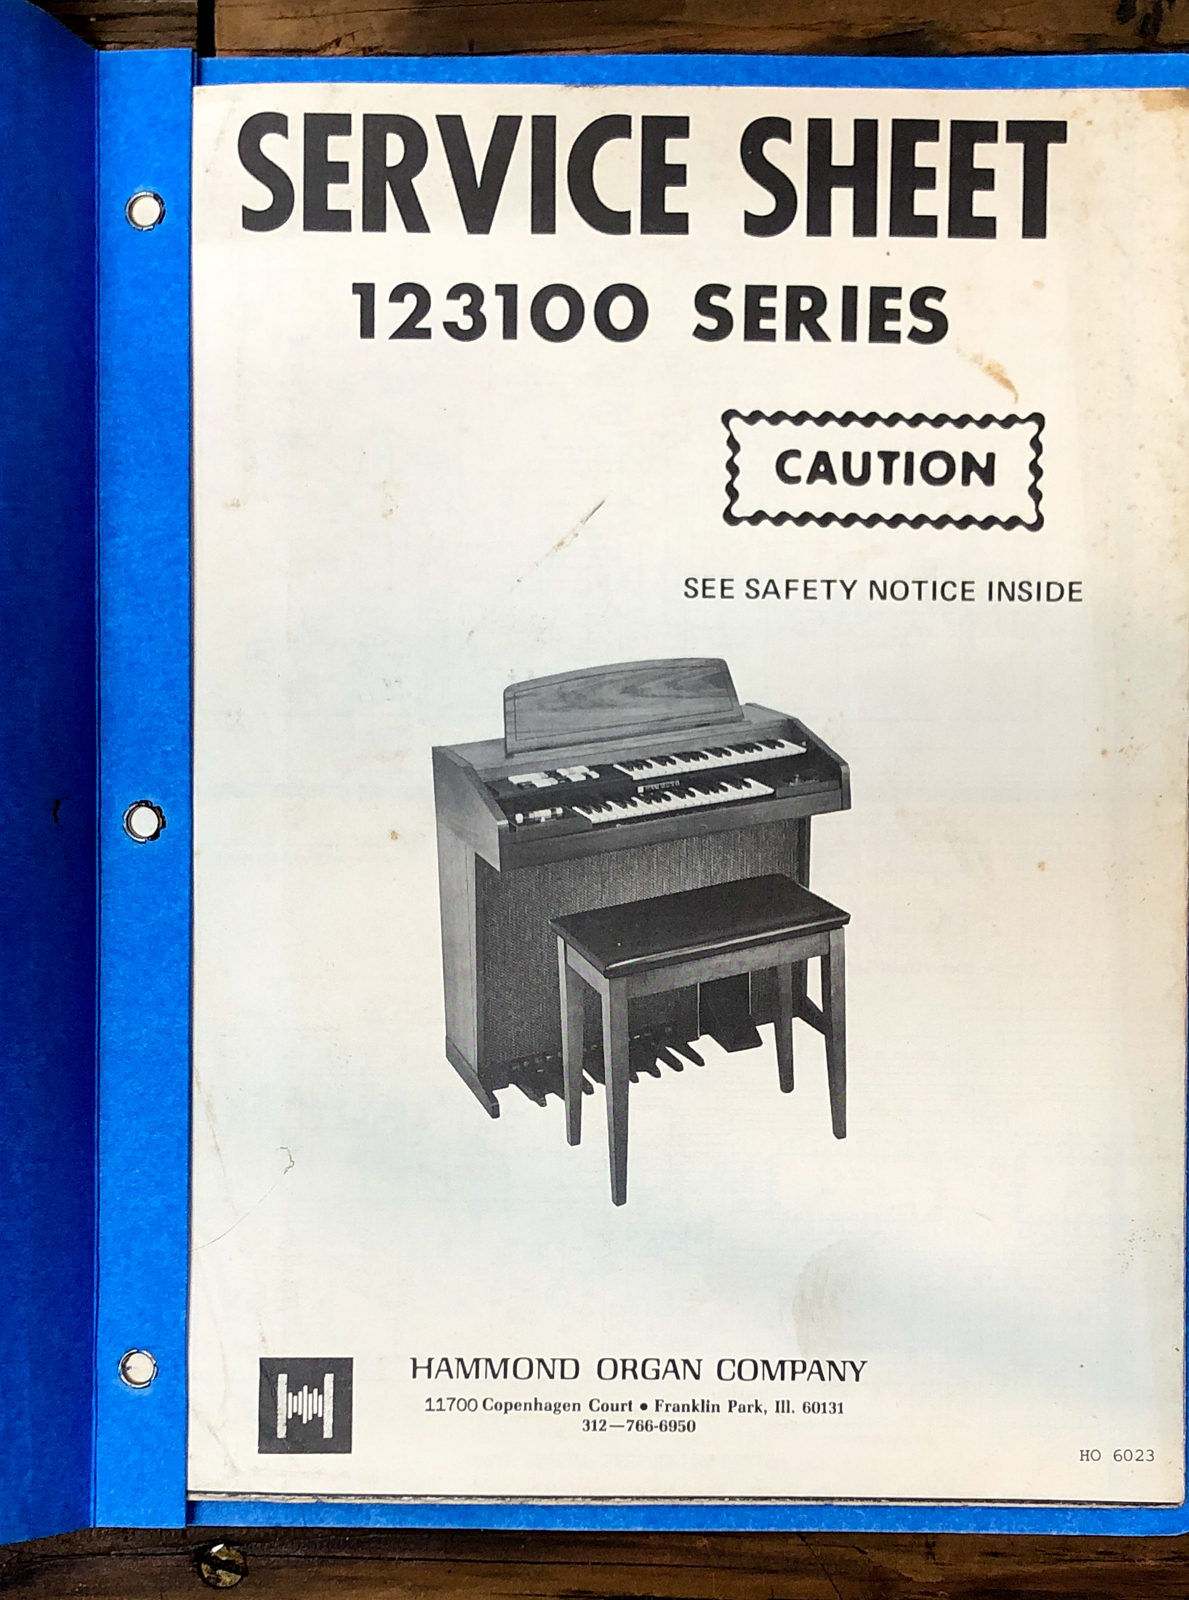 SERVICE SHEET
123100 SERIES
CAUTION
SEE SAFETY NOTICE INSIDE
HAMMOND
HAMMOND ORGAN COMPANY
11700 Copenhagen Court • Franklin Park, Ill. 60131
312—766-6950
HO 6023